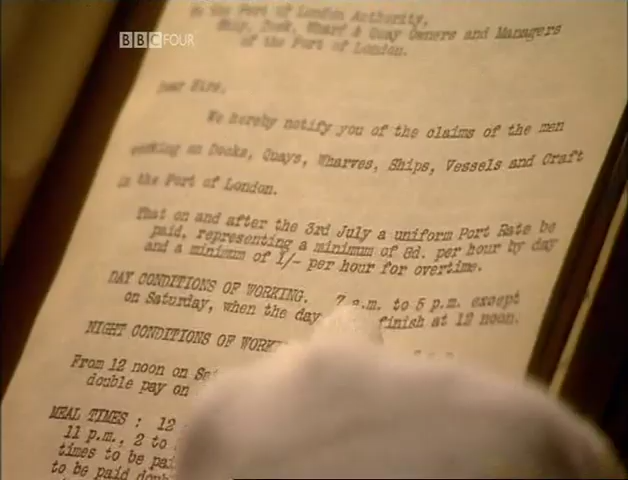 BBC FOUR
To the Port of London Authority,
Ship, Dock, Wharf & Quay Owners and Managers
of the Port of London.
Dear Sirs,
We hereby notify you of the claims of the men
working on Docks, Quays, Wharves, Ships, Vessels and Craft
in the Port of London.
That on and after the 3rd July a uniform Port Rate be
paid, representing a minimum of 8d. per hour by day
and a minimum of 1/- per hour for overtime.
DAY CONDITIONS OF WORKING. 7 a.m. to 5 p.m. except
on Saturday, when the day finish at 12 noon.
NIGHT CONDITIONS OF
From 12 noon on
double pay on
MEAL TIMES : 12
11 p.m., 2 to
times to be
to be paid